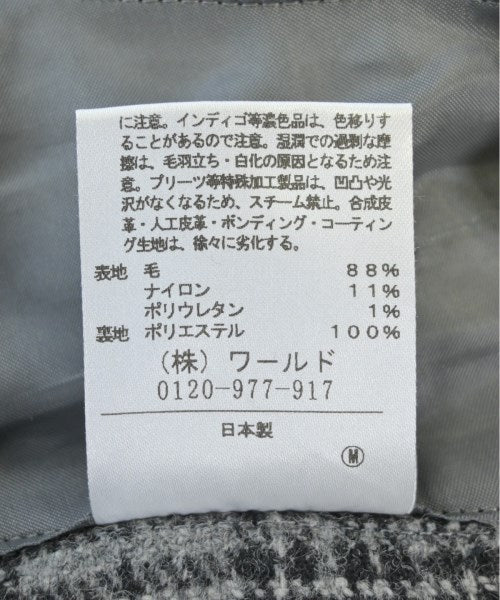 に注意。インディゴ等濃色品は、色移りす
ることがあるので注意。湿潤での過剰な摩
擦は、毛羽立ち・白化の原因となるため注
意。プリーツ等特殊加工製品は、凹凸や光
沢がなくなるため、スチーム禁止。合成皮
革・人工皮革・ボンディング・コーティン
グ生地は、徐々に劣化する。
表地 毛 88%
ナイロン 11%
ポリウレタン 1%
裏地 ポリエステル 100%
(株) ワールド
0120-977-917
日本製
Ⓜ